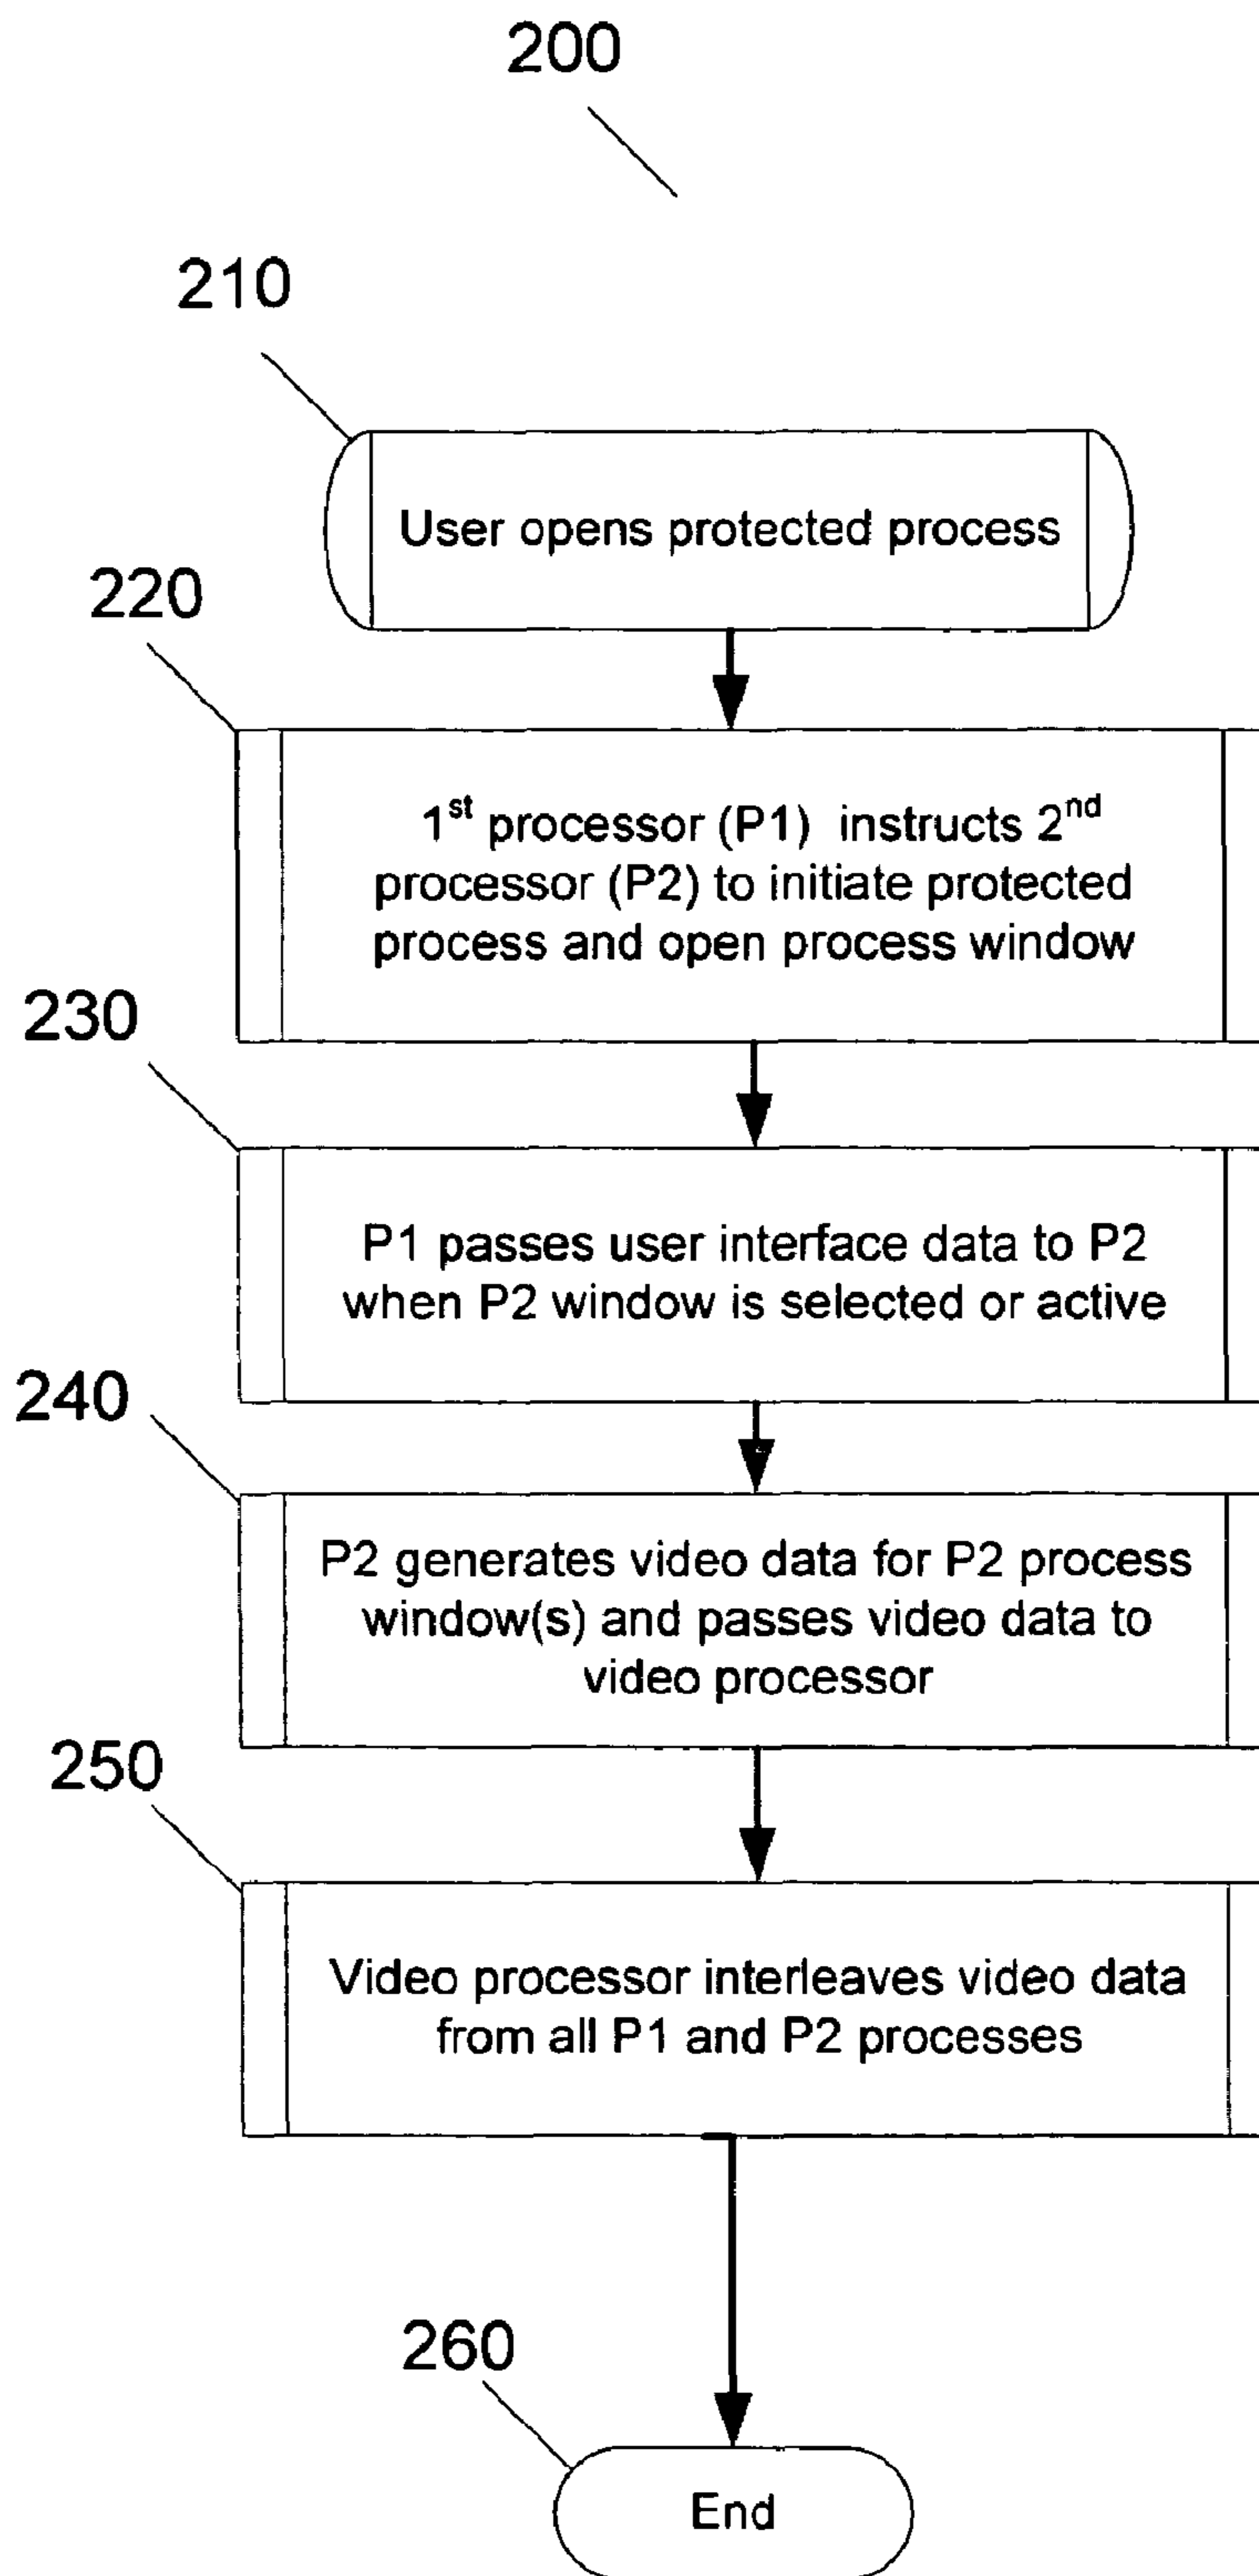 200
210
User opens protected process
220
1st processor (P1) instructs 2nd
processor (P2) to initiate protected
process and open process window
230
P1 passes user interface data to P2
when P2 window is selected or active
240
P2 generates video data for P2 process
window(s) and passes video data to
video processor
250
Video processor interleaves video data
from all P1 and P2 processes
260
End